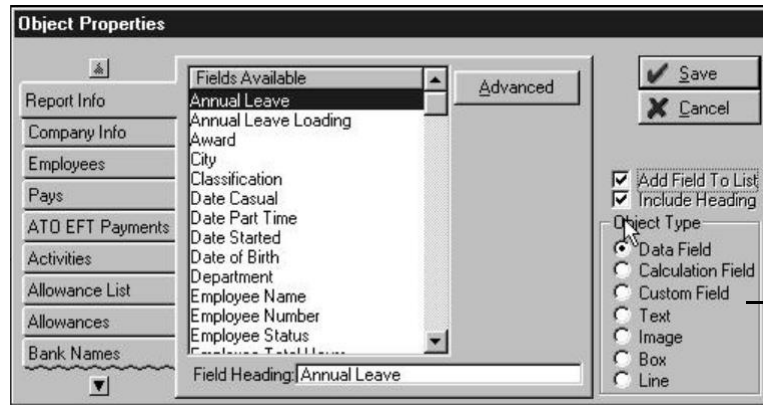 Object Properties
Report Info
Company Info
Employees
Pays
ATO EFT Payments
Activities
Allowance List
Allowances
Bank Names
Fields Available
Annual Leave
Annual Leave Loading
Award
City
Classification
Date Casual
Date Part Time
Date Started
Date of Birth
Department
Employee Name
Employee Number
Employee Status
Field Heading: Annual Leave
Advanced
Save
Cancel
Add Field To List
Include Heading
Object Type
Data Field
Calculation Field
Custom Field
Text
Image
Box
Line